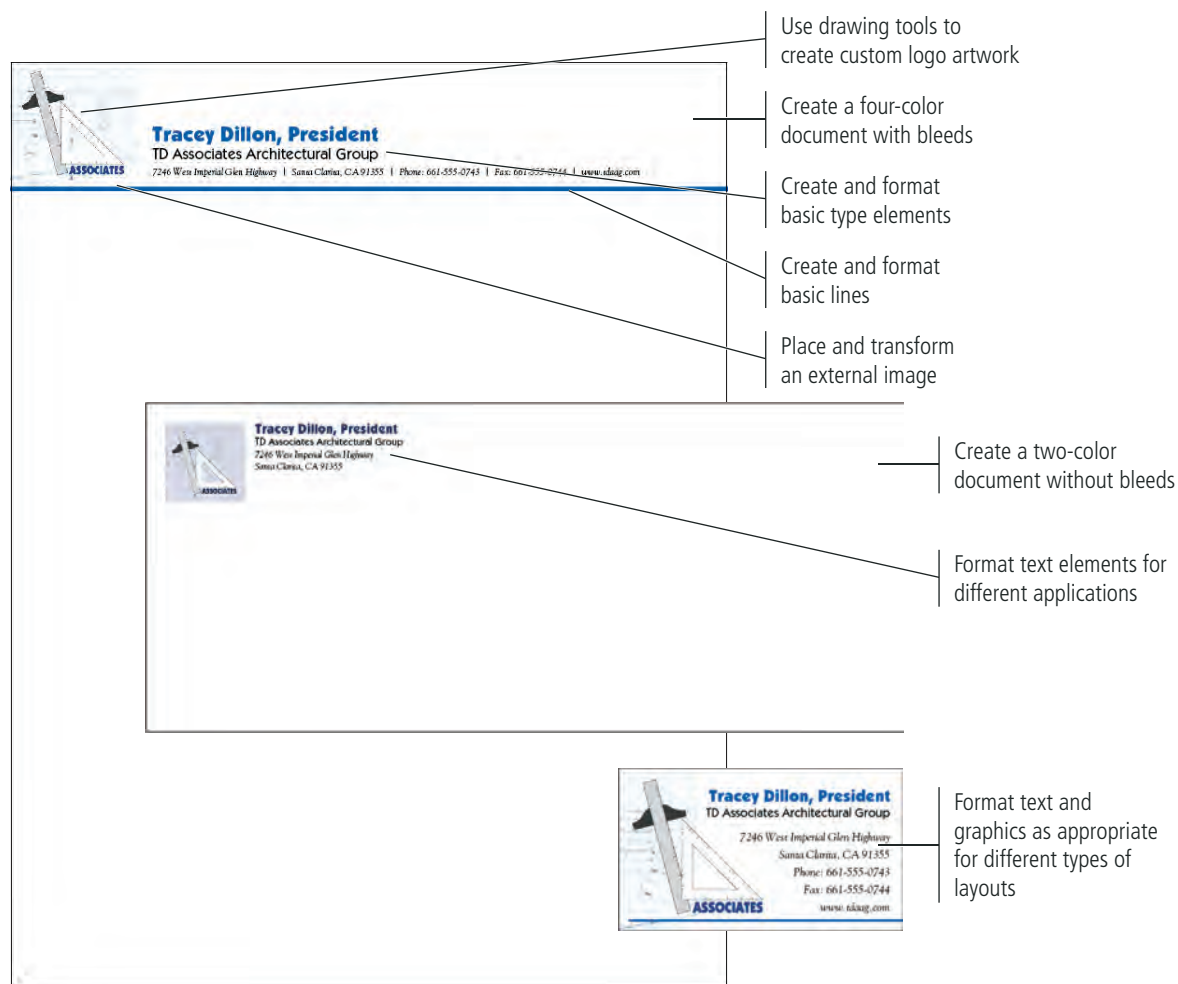 Use drawing tools to
create custom logo artwork
Create a four-color
document with bleeds
Tracey Dillon, President
TD Associates Architectural Group
ASSOCIATES
7246 West Imperial Glen Highway | Santa Clarita, CA 91355 | Phone: 661-555-0743 | Fax: 661-555-0744 | www.tdaag.com
Create and format
basic type elements
Create and format
basic lines
Place and transform
an external image
Tracey Dillon, President
TD Associates Architectural Group
7246 West Imperial Glen Highway
Santa Clarita, CA 91355
ASSOCIATES
Create a two-color
document without bleeds
Format text elements for
different applications
Tracey Dillon, President
TD Associates Architectural Group
7246 West Imperial Glen Highway
Santa Clarita, CA 91355
Phone: 661-555-0743
Fax: 661-555-0744
ASSOCIATES
www.tdaag.com
Format text and
graphics as appropriate
for different types of
layouts